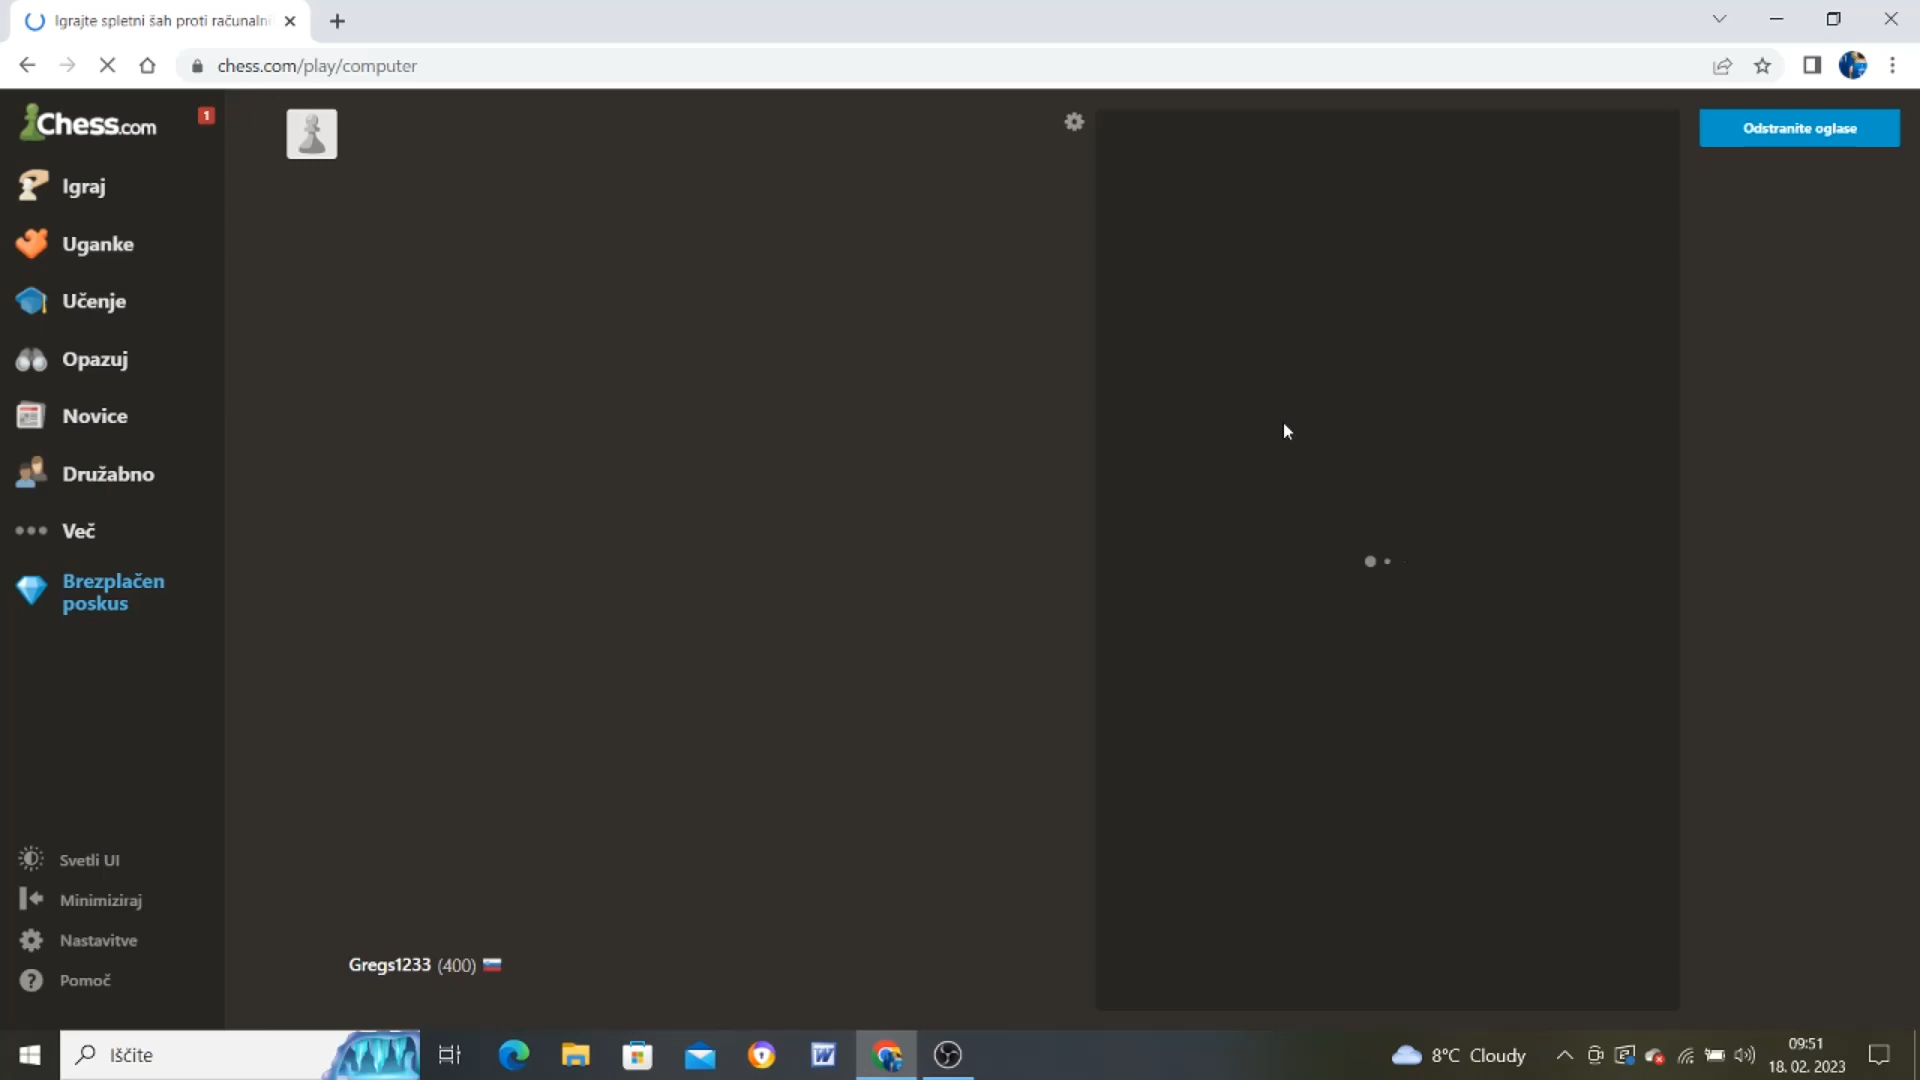 Igrajte spletni šah proti računalni
chess.com/play/computer
Chess.com
1
Odstranite oglase
Igraj
Uganke
Učenje
Opazuj
Novice
Družabno
Več
Brezplačen
poskus
Svetli UI
Minimiziraj
Nastavitve
Pomoč
Gregs1233 (400)
Iščite
8°C Cloudy
09:51
18. 02. 2023